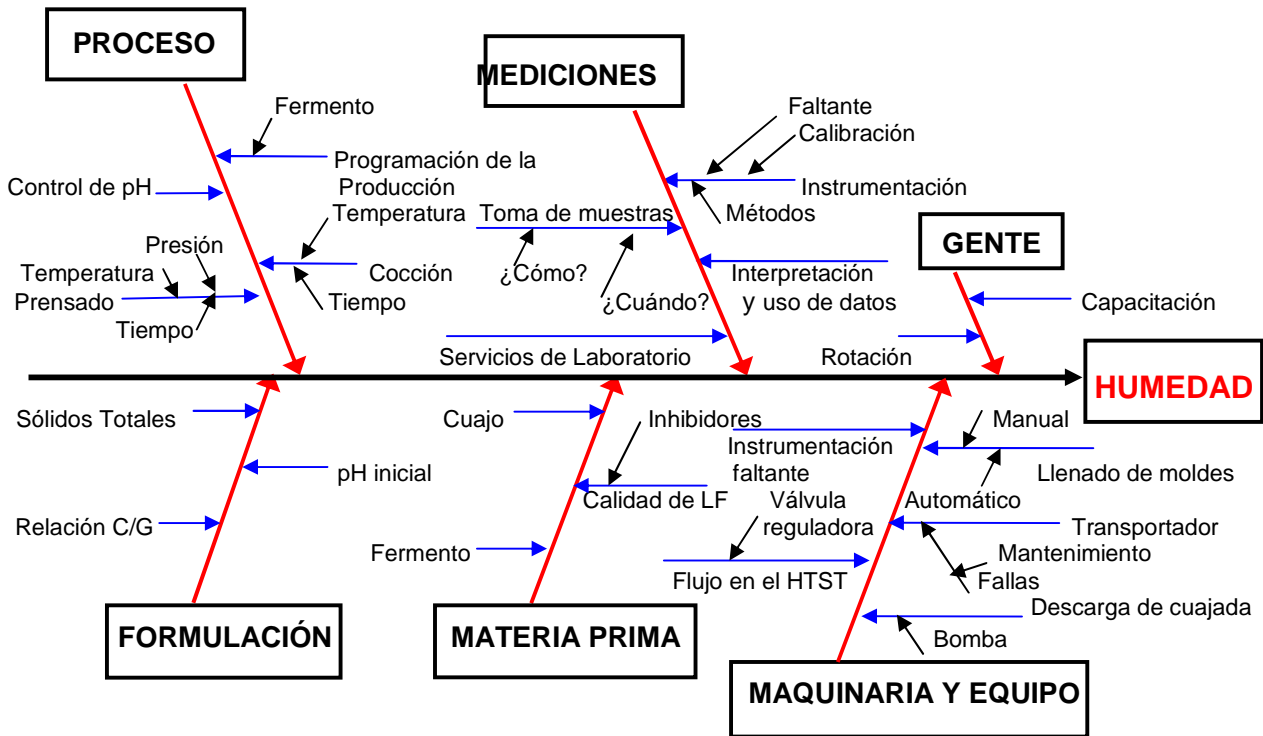 PROCESO
MEDICIONES
Fermento
Faltante
Calibración
Programación de la
Producción
Control de pH
Instrumentación
Temperatura
Toma de muestras
Métodos
GENTE
Presión
Temperatura
Cocción
¿Cómo?
Interpretación
y uso de datos
Prensado
Tiempo
¿Cuándo?
Capacitación
Tiempo
Servicios de Laboratorio
Rotación
HUMEDAD
Sólidos Totales
Cuajo
Inhibidores
Manual
Instrumentación
faltante
pH inicial
Llenado de moldes
Calidad de LF
Automático
Válvula
reguladora
Relación C/G
Transportador
Fermento
Mantenimiento
Flujo en el HTST
Fallas
Descarga de cuajada
FORMULACIÓN
MATERIA PRIMA
Bomba
MAQUINARIA Y EQUIPO